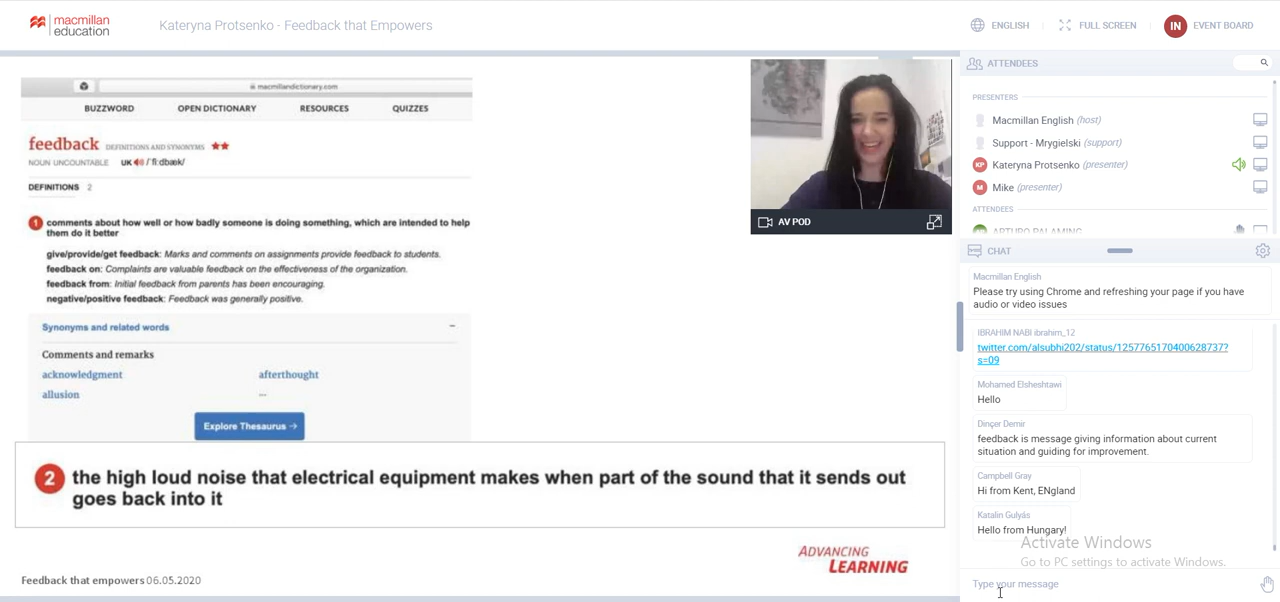 macmillan
education
Kateryna Protsenko - Feedback that Empowers
ENGLISH
FULL SCREEN
IN
EVENT BOARD
macmillandictionary.com
BUZZWORD OPEN DICTIONARY RESOURCES QUIZZES
feedback DEFINITIONS AND SYNONYMS ★★
NOUN UNCOUNTABLE UK /ˈfiːdbæk/
DEFINITIONS 2
1 comments about how well or how badly someone is doing something, which are intended to help
them do it better
give/provide/get feedback: Marks and comments on assignments provide feedback to students.
feedback on: Complaints are valuable feedback on the effectiveness of the organization.
feedback from: Initial feedback from parents has been encouraging.
negative/positive feedback: Feedback was generally positive.
Synonyms and related words
Comments and remarks
acknowledgment afterthought
allusion ...
Explore Thesaurus →
2 the high loud noise that electrical equipment makes when part of the sound that it sends out
goes back into it
ADVANCING
LEARNING
Feedback that empowers 06.05.2020
AV POD
ATTENDEES
PRESENTERS
Macmillan English (host)
Support - Mrygielski (support)
KP Kateryna Protsenko (presenter)
M Mike (presenter)
ATTENDEES
ARTURO PALAMING
CHAT
Macmillan English
Please try using Chrome and refreshing your page if you have
audio or video issues
IBRAHIM NABI ibrahim_12
twitter.com/alsubhi202/status/1257765170400628737?
s=09
Mohamed Elsheshtawi
Hello
Dinçer Demir
feedback is message giving information about current
situation and guiding for improvement.
Campbell Gray
Hi from Kent, ENgland
Katalin Gulyás
Hello from Hungary!
Activate Windows
Go to PC settings to activate Windows.
Type your message